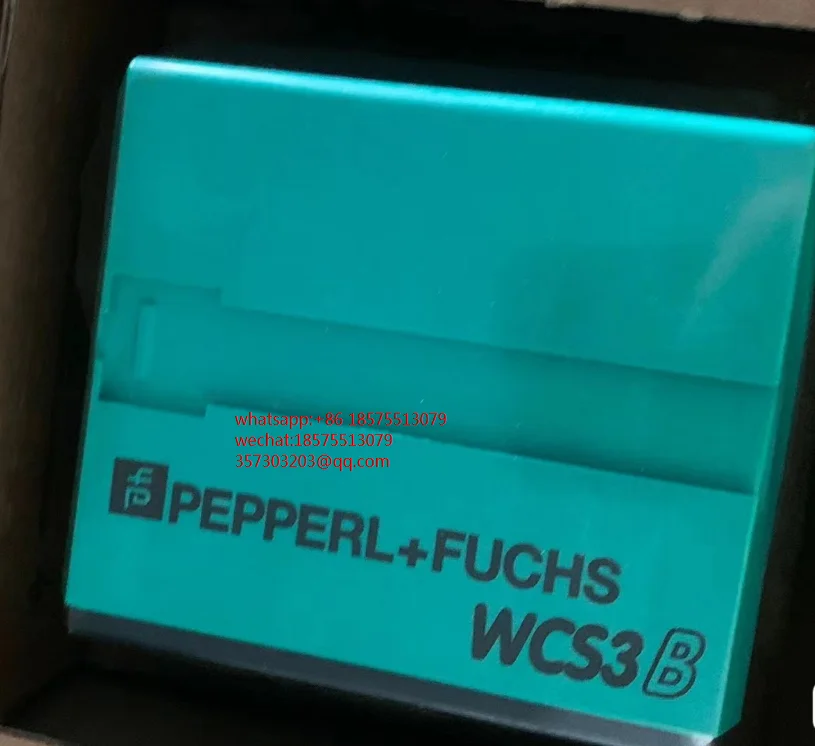 whatsapp:+86 18575513079
wechat:18575513079
357303203@qq.com
PEPPERL+FUCHS
WCS3B